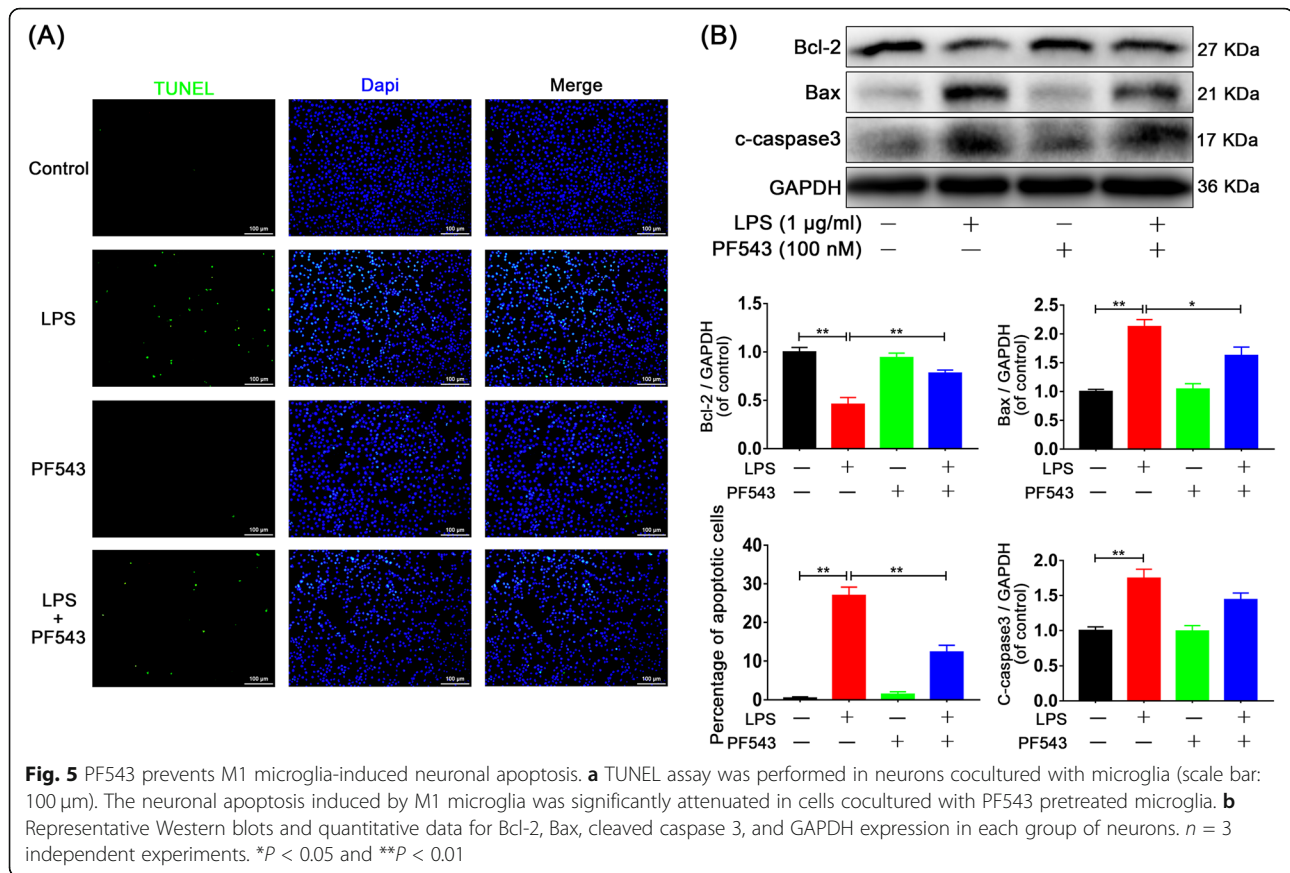 (A)
TUNEL Dapi Merge
Control
100 μm 100 μm 100 μm
LPS
100 μm 100 μm 100 μm
PF543
100 μm 100 μm 100 μm
LPS
+
PF543
100 μm 100 μm 100 μm
(B)
Bcl-2 27 KDa
Bax 21 KDa
c-caspase3 17 KDa
GAPDH 36 KDa
LPS (1 μg/ml) — + — +
PF543 (100 nM) — — + +
Bcl-2 / GAPDH
(of control)
1.5
1.0
0.5
0.0
** **
LPS — + — +
PF543 — — + +
Bax / GAPDH
(of control)
2.5
2.0
1.5
1.0
0.5
0.0
** *
LPS — + — +
PF543 — — + +
Percentage of apoptotic cells
40
30
20
10
0
** **
LPS — + — +
PF543 — — + +
C-caspase3 / GAPDH
(of control)
2.0
1.5
1.0
0.5
0.0
**
LPS — + — +
PF543 — — + +
Fig. 5 PF543 prevents M1 microglia-induced neuronal apoptosis. a TUNEL assay was performed in neurons cocultured with microglia (scale bar:
100 μm). The neuronal apoptosis induced by M1 microglia was significantly attenuated in cells cocultured with PF543 pretreated microglia. b
Representative Western blots and quantitative data for Bcl-2, Bax, cleaved caspase 3, and GAPDH expression in each group of neurons. n = 3
independent experiments. *P < 0.05 and **P < 0.01